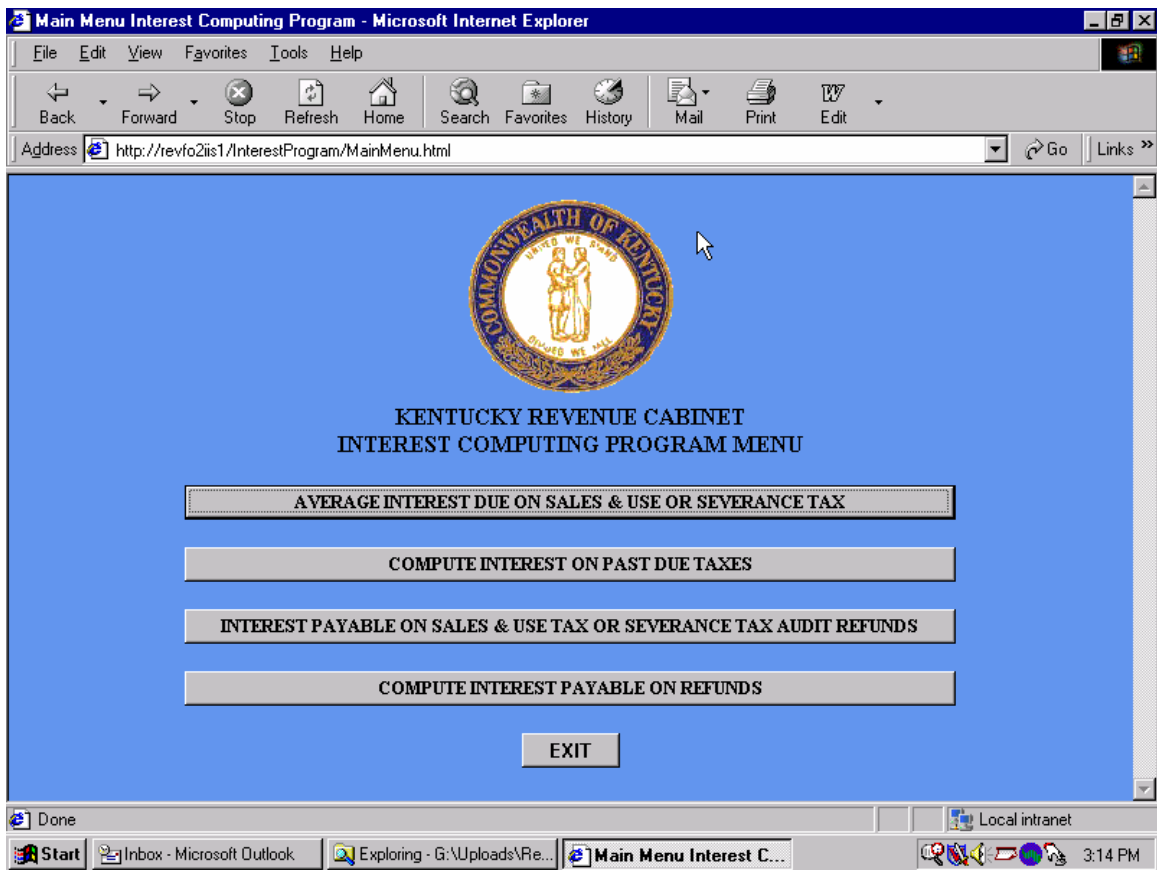 Main Menu Interest Computing Program - Microsoft Internet Explorer
File Edit View Favorites Tools Help
Back Forward Stop Refresh Home Search Favorites History Mail Print Edit
Address http://revfo2iis1/InterestProgram/MainMenu.html Go Links »
COMMONWEALTH OF KENTUCKY
UNITED WE STAND
DIVIDED WE FALL
KENTUCKY REVENUE CABINET
INTEREST COMPUTING PROGRAM MENU
AVERAGE INTEREST DUE ON SALES & USE OR SEVERANCE TAX
COMPUTE INTEREST ON PAST DUE TAXES
INTEREST PAYABLE ON SALES & USE TAX OR SEVERANCE TAX AUDIT REFUNDS
COMPUTE INTEREST PAYABLE ON REFUNDS
EXIT
Done Local intranet
Start Inbox - Microsoft Outlook Exploring - G:\Uploads\Re... Main Menu Interest C... 3:14 PM